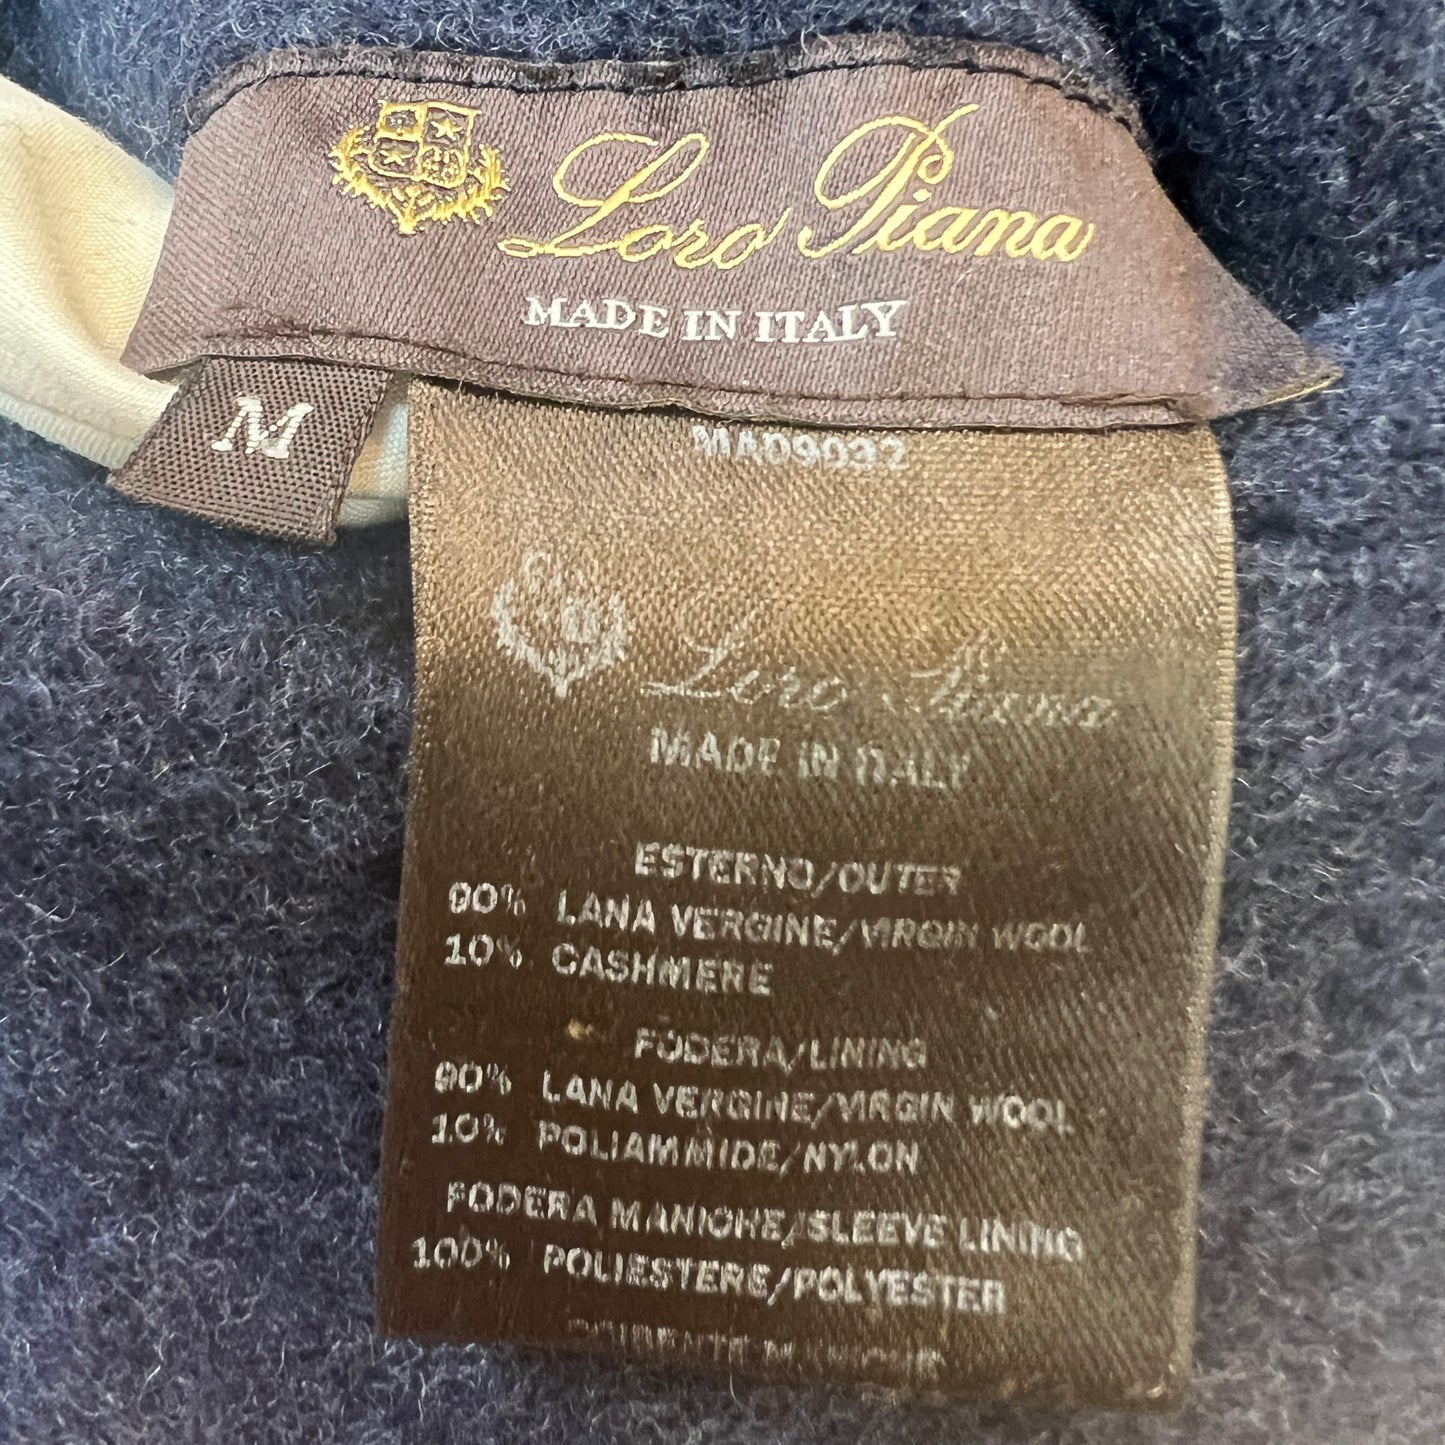 Loro Piana
MADE IN ITALY
M
MA09032
Loro Piana
MADE IN ITALY
ESTERNO/OUTER
90% LANA VERGINE/VIRGIN WOOL
10% CASHMERE
FODERA/LINING
90% LANA VERGINE/VIRGIN WOOL
10% POLIAMMIDE/NYLON
FODERA MANICHE/SLEEVE LINING
100% POLIESTERE/POLYESTER